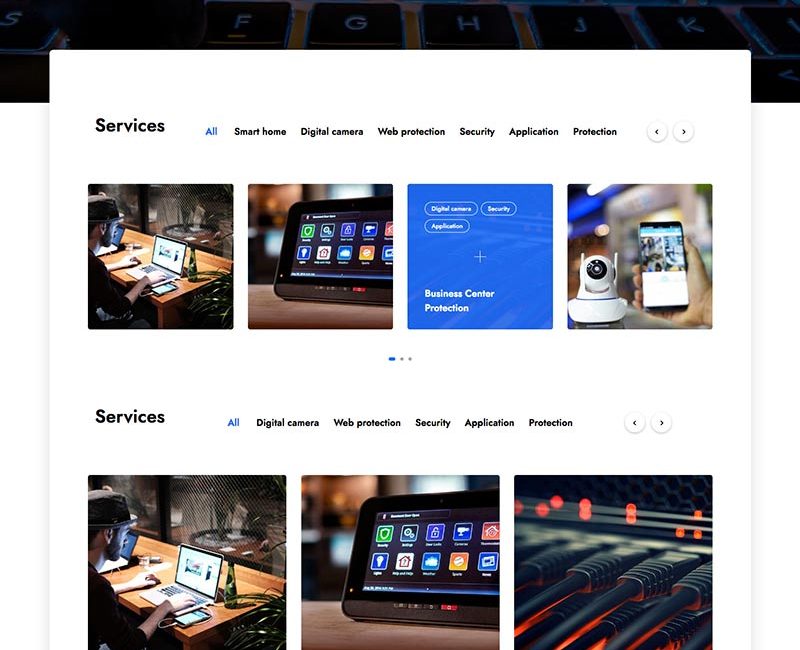 S F G H J K L
Services
All Smart home Digital camera Web protection Security Application Protection
Digital camera Security
Application
Business Center
Protection
Services
All Digital camera Web protection Security Application Protection